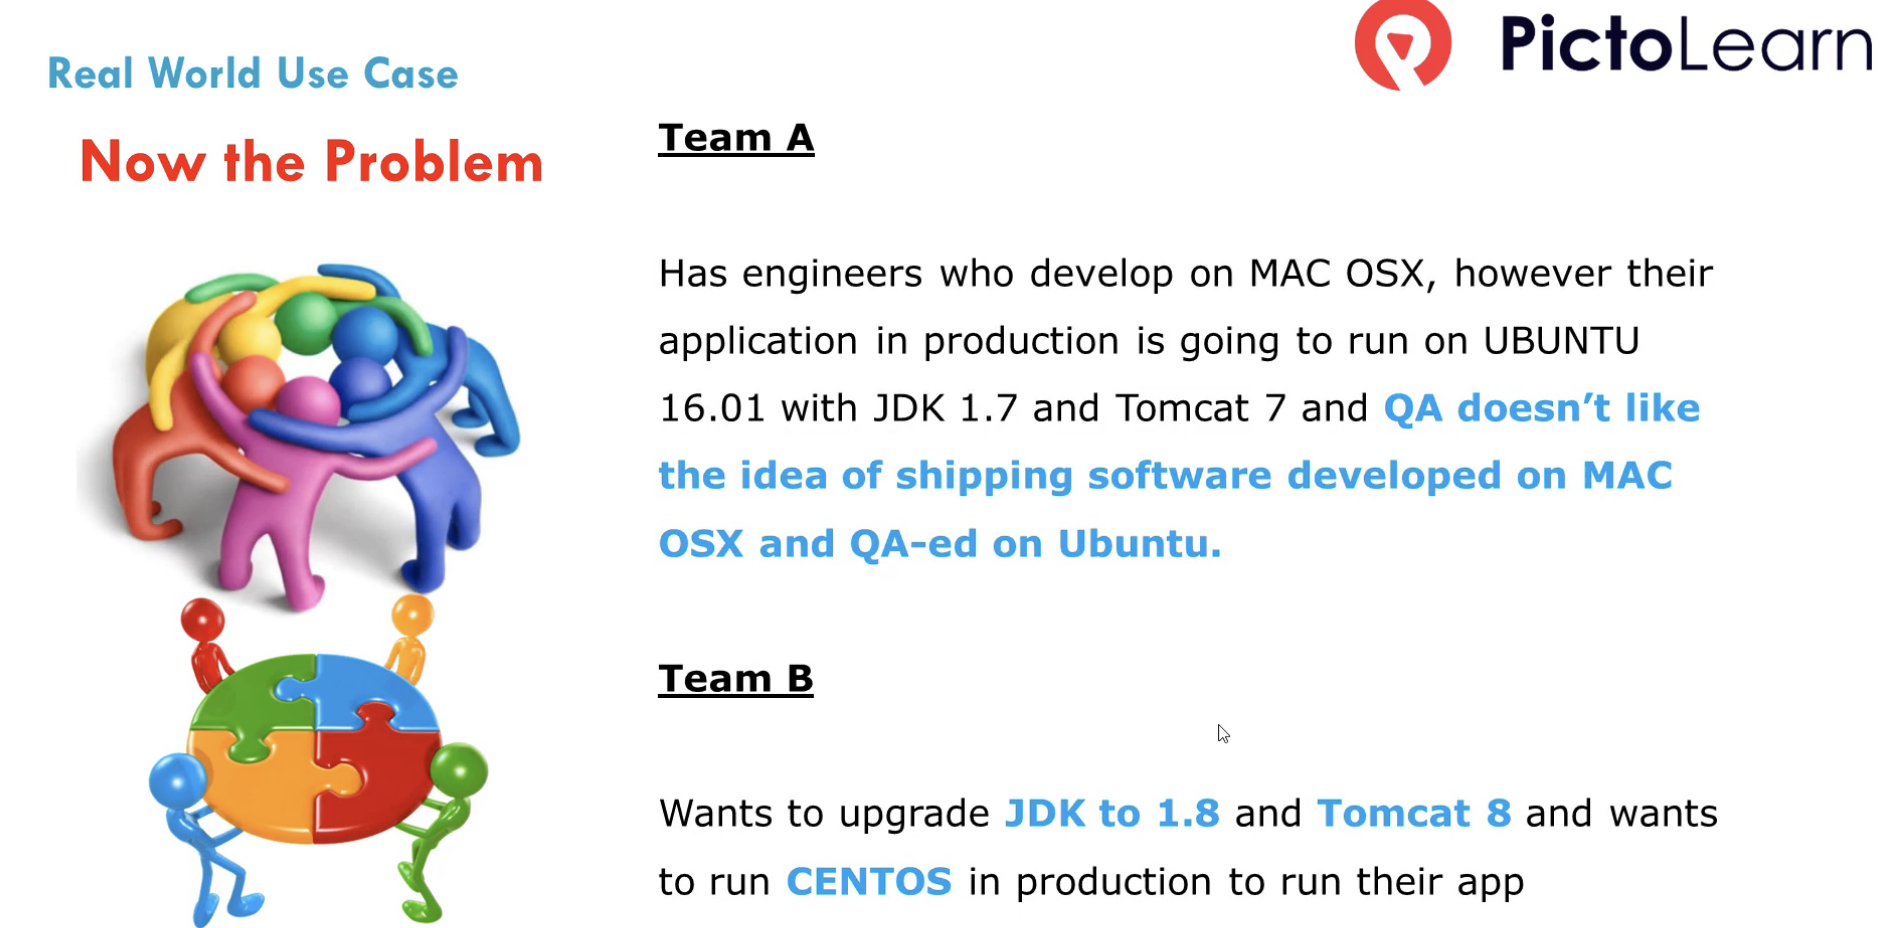 PictoLearn
Real World Use Case
Now the Problem
Team A
Has engineers who develop on MAC OSX, however their
application in production is going to run on UBUNTU
16.01 with JDK 1.7 and Tomcat 7 and QA doesn’t like
the idea of shipping software developed on MAC
OSX and QA-ed on Ubuntu.
Team B
Wants to upgrade JDK to 1.8 and Tomcat 8 and wants
to run CENTOS in production to run their app